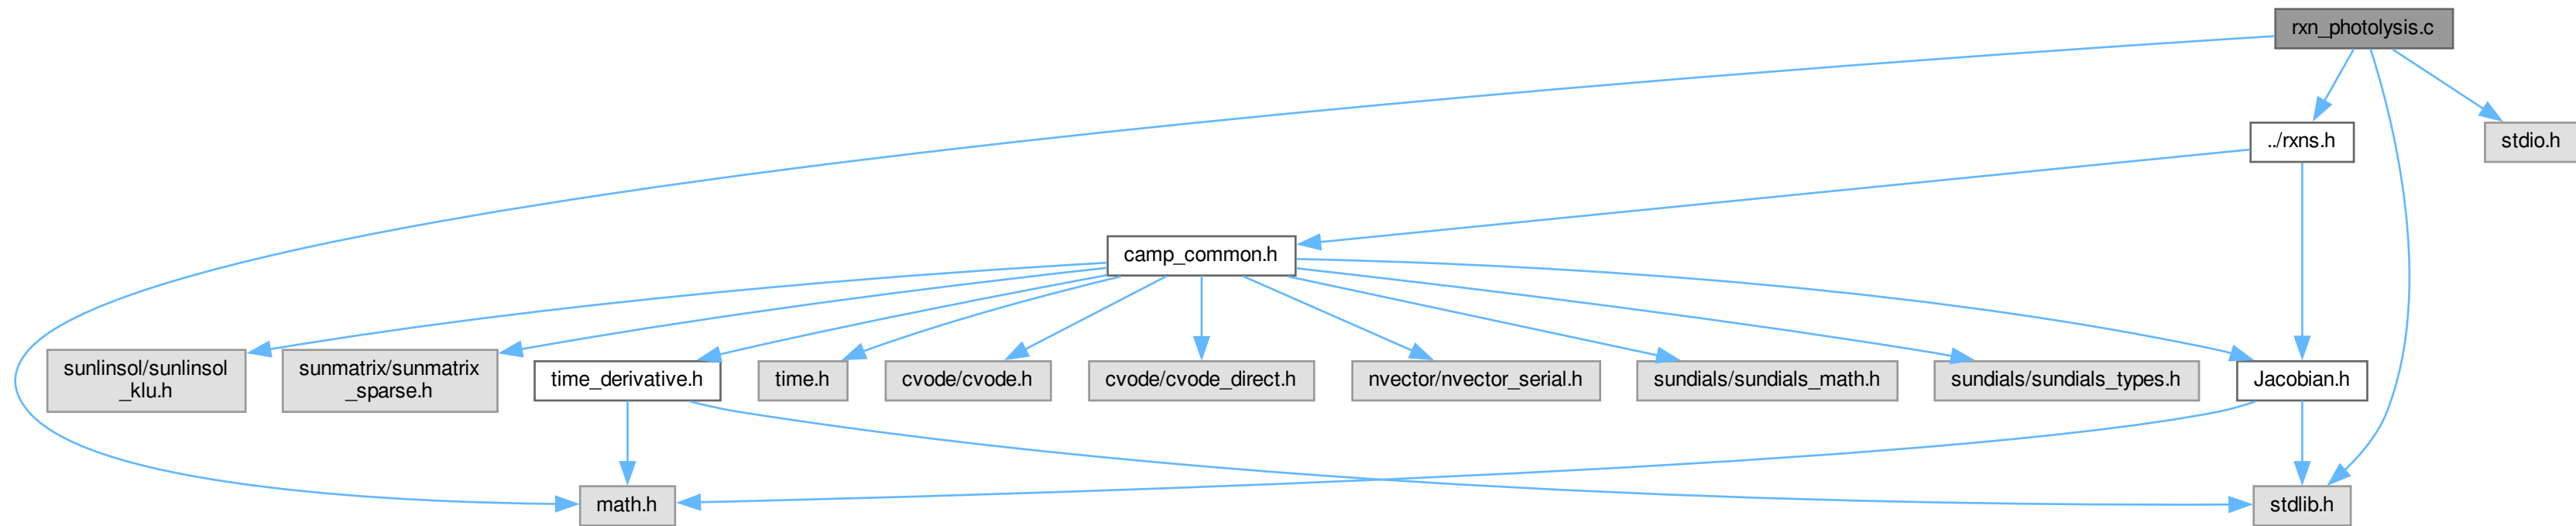 rxn_photolysis.c
../rxns.h
stdio.h
camp_common.h
sunlinsol/sunlinsol
_klu.h
sunmatrix/sunmatrix
_sparse.h
time_derivative.h
time.h
cvode/cvode.h
cvode/cvode_direct.h
nvector/nvector_serial.h
sundials/sundials_math.h
sundials/sundials_types.h
Jacobian.h
math.h
stdlib.h